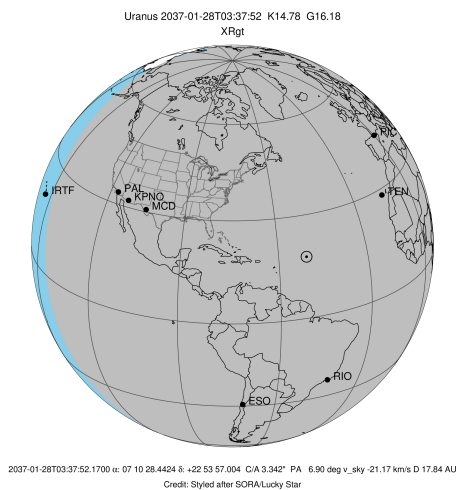 Uranus 2037-01-28T03:37:52 K14.78 G16.18
XRgt
PIC
IRTF
PAL
TEN
KPNO
MCD
RIO
ESO
2037-01-28T03:37:52.1700 α: 07 10 28.4424 δ: +22 53 57.004 C/A 3.342" PA 6.90 deg v_sky -21.17 km/s D 17.84 AU
Credit: Styled after SORA/Lucky Star